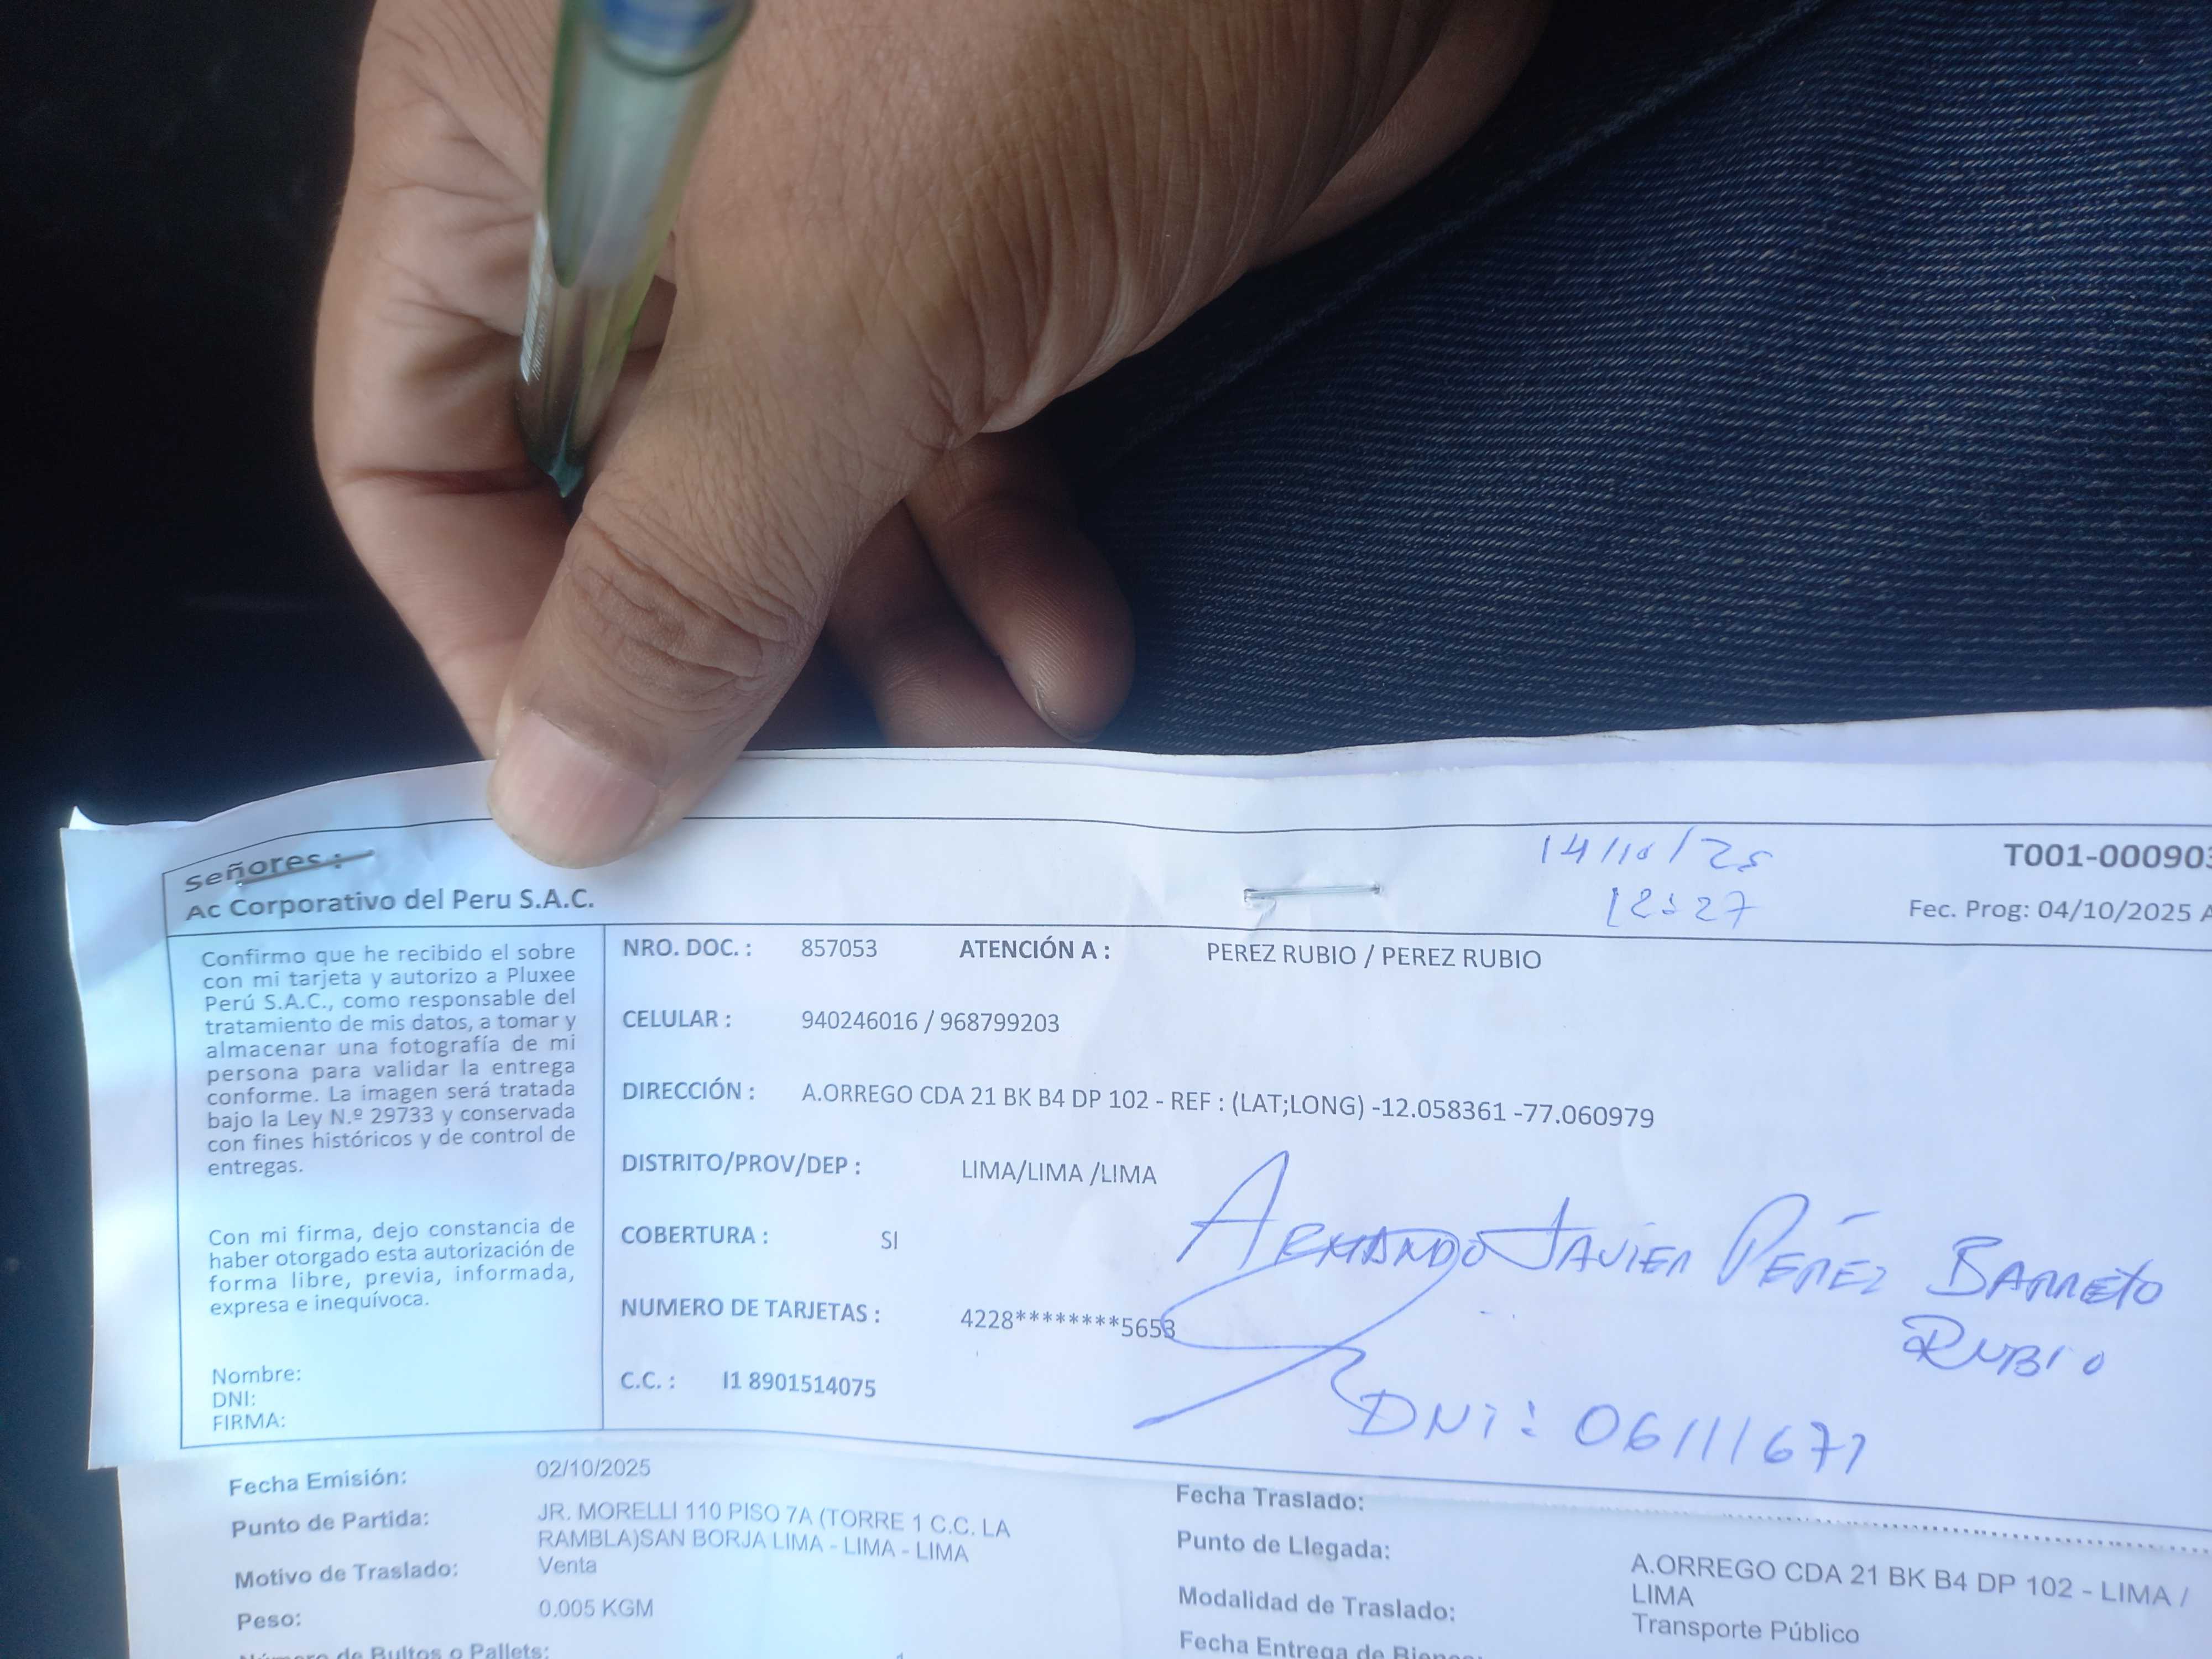 Señores :
Ac Corporativo del Peru S.A.C.
14/10/25
12:27
T001-000903
Fec. Prog: 04/10/2025 A
Confirmo que he recibido el sobre
con mi tarjeta y autorizo a Pluxee
Perú S.A.C., como responsable del
tratamiento de mis datos, a tomar y
almacenar una fotografía de mi
persona para validar la entrega
conforme. La imagen será tratada
bajo la Ley N.º 29733 y conservada
con fines históricos y de control de
entregas.
Con mi firma, dejo constancia de
haber otorgado esta autorización de
forma libre, previa, informada,
expresa e inequívoca.
Nombre:
DNI:
FIRMA:
NRO. DOC. : 857053 ATENCIÓN A : PEREZ RUBIO / PEREZ RUBIO
CELULAR : 940246016 / 968799203
DIRECCIÓN : A.ORREGO CDA 21 BK B4 DP 102 - REF : (LAT;LONG) -12.058361 -77.060979
DISTRITO/PROV/DEP : LIMA/LIMA /LIMA
COBERTURA : SI
NUMERO DE TARJETAS : 4228********5653
C.C. : I1 8901514075
ARMANDO JAVIER PÉREZ BARRETO
RUBIO
DNI: 06111671
Fecha Emisión: 02/10/2025
Punto de Partida: JR. MORELLI 110 PISO 7A (TORRE 1 C.C. LA
RAMBLA)SAN BORJA LIMA - LIMA - LIMA
Motivo de Traslado: Venta
Peso: 0.005 KGM
Número de Bultos o Pallets:
Fecha Traslado:
Punto de Llegada: A.ORREGO CDA 21 BK B4 DP 102 - LIMA /
LIMA
Modalidad de Traslado: Transporte Público
Fecha Entrega de